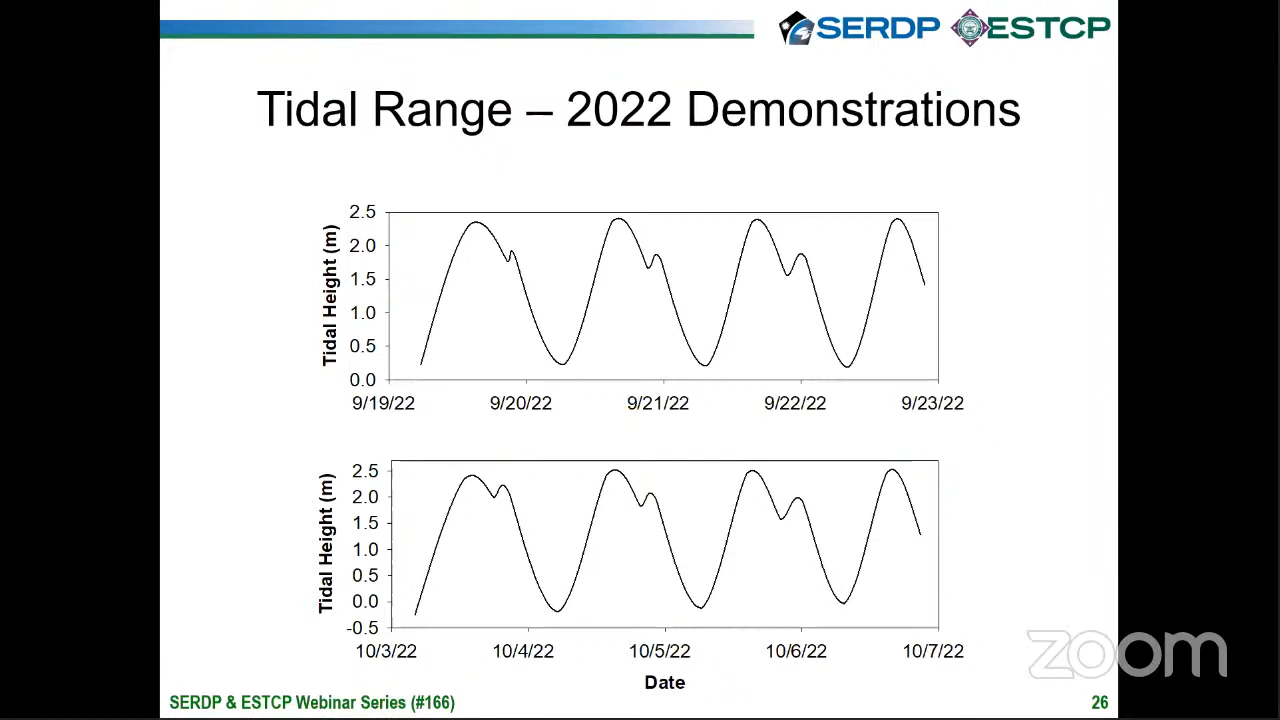 SERDP ESTCP
Tidal Range – 2022 Demonstrations
Tidal Height (m)
2.5
2.0
1.5
1.0
0.5
0.0
9/19/22 9/20/22 9/21/22 9/22/22 9/23/22
Tidal Height (m)
2.5
2.0
1.5
1.0
0.5
0.0
-0.5
10/3/22 10/4/22 10/5/22 10/6/22 10/7/22
Date
zoom
SERDP & ESTCP Webinar Series (#166) 26